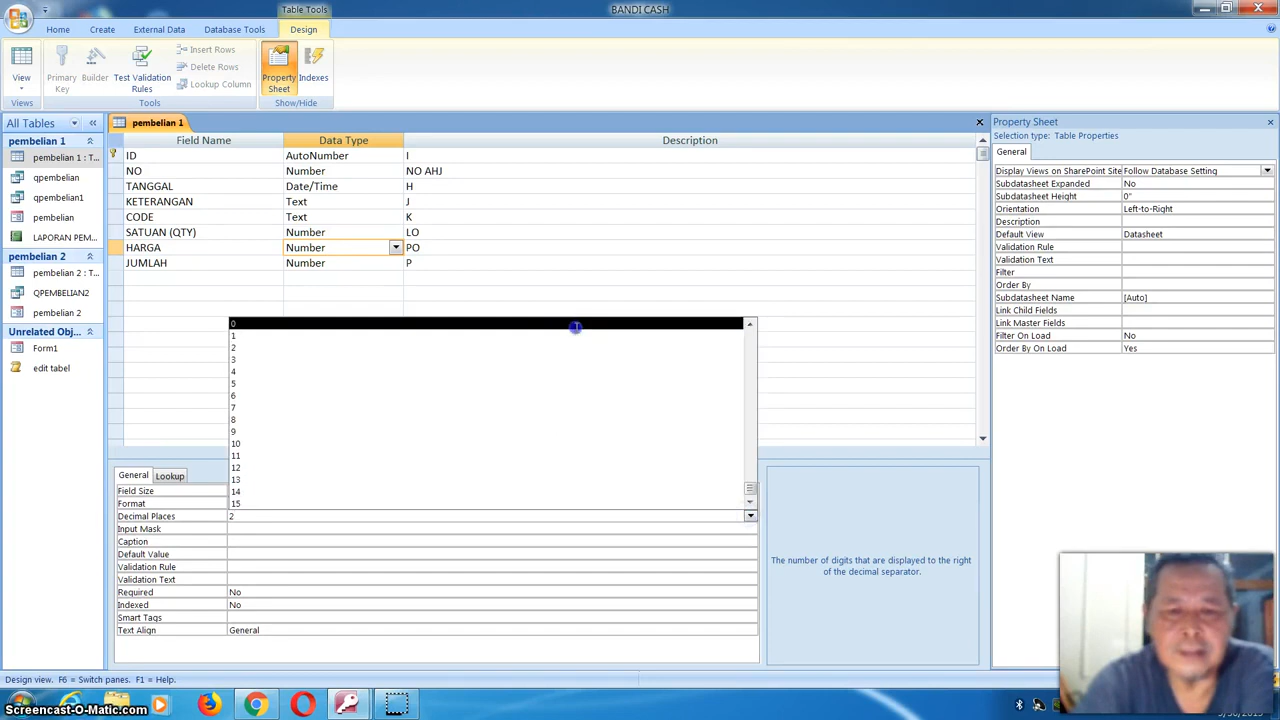 Table Tools
BANDI CASH
Home
Create
External Data
Database Tools
Design
View
Primary Key
Builder
Test Validation Rules
Insert Rows
Delete Rows
Lookup Column
Property Sheet
Indexes
Views
Tools
Show/Hide
All Tables
pembelian 1
pembelian 1 : T...
qpembelian
qpembelian1
pembelian
LAPORAN PEM...
pembelian 2
pembelian 2 : T...
QPEMBELIAN2
pembelian 2
Unrelated Obj...
Form1
edit tabel
pembelian 1
Field Name Data Type Description
ID AutoNumber I
NO Number NO AHJ
TANGGAL Date/Time H
KETERANGAN Text J
CODE Text K
SATUAN (QTY) Number LO
HARGA Number PO
JUMLAH Number P
0
1
2
3
4
5
6
7
8
9
10
11
12
13
14
15
General Lookup
Field Size
Format
Decimal Places 2
Input Mask
Caption
Default Value
Validation Rule
Validation Text
Required No
Indexed No
Smart Tags
Text Align General
The number of digits that are displayed to the right of the decimal separator.
Property Sheet
Selection type: Table Properties
General
Display Views on SharePoint Site Follow Database Setting
Subdatasheet Expanded No
Subdatasheet Height 0"
Orientation Left-to-Right
Description
Default View Datasheet
Validation Rule
Validation Text
Filter
Order By
Subdatasheet Name [Auto]
Link Child Fields
Link Master Fields
Filter On Load No
Order By On Load Yes
Design view. F6 = Switch panes. F1 = Help.
Screencast-O-Matic.com